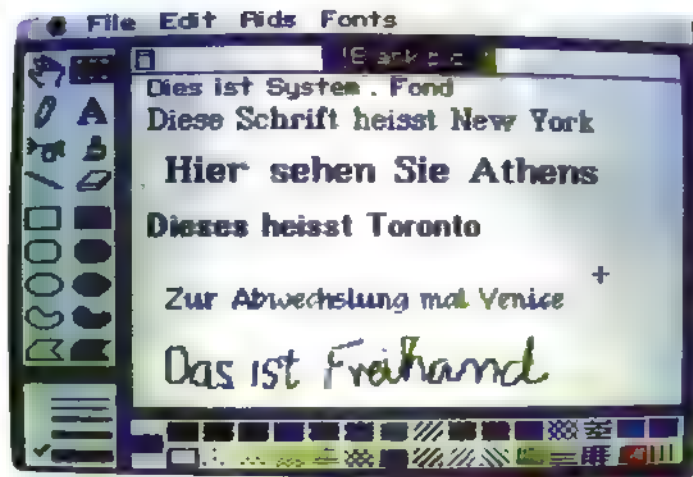 File Edit Aids Fonts
A
Dies ist System . Fond
Diese Schrift heisst New York
Hier sehen Sie Athens
Dieses heisst Toronto
Zur Abwechslung mal Venice
Das ist Freihand